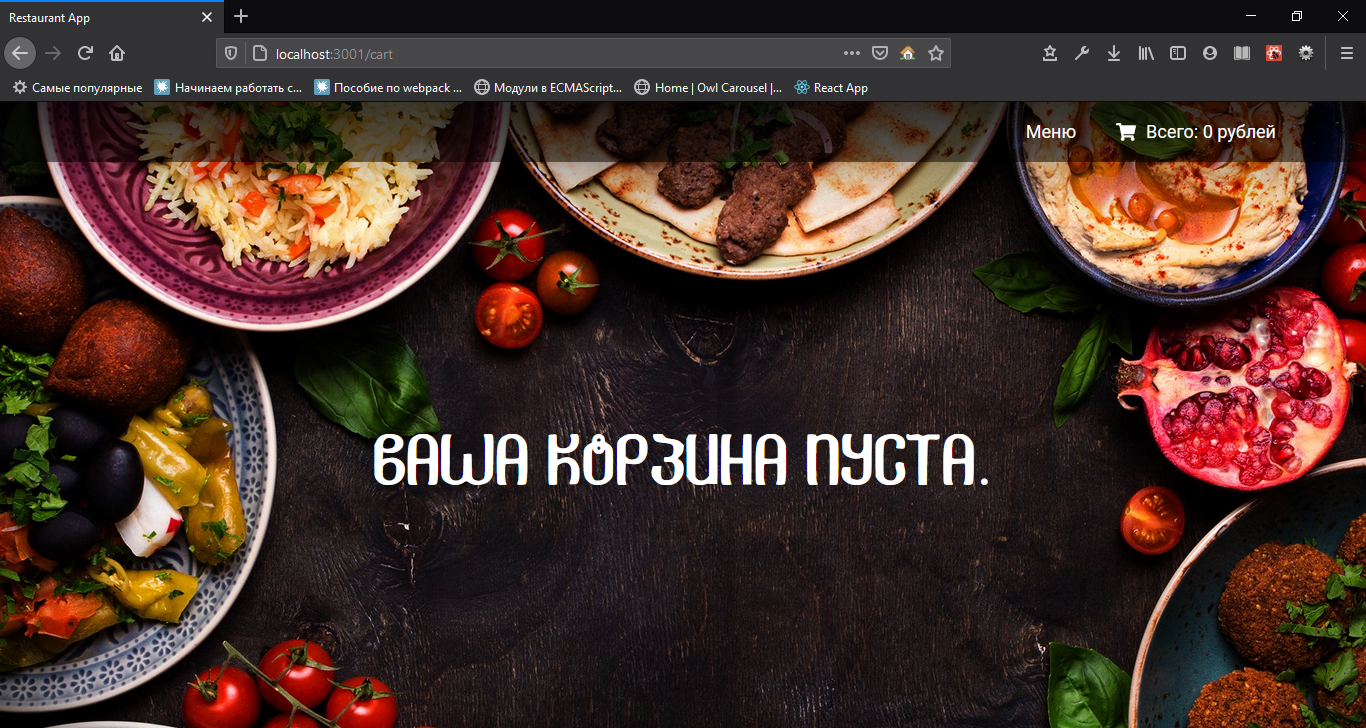 Restaurant App
localhost:3001/cart
Самые популярные Начинаем работать с... Пособие по webpack ... Модули в ECMAScript... Home | Owl Carousel |... React App
Меню Всего: 0 рублей
ВАША КОРЗИНА ПУСТА.